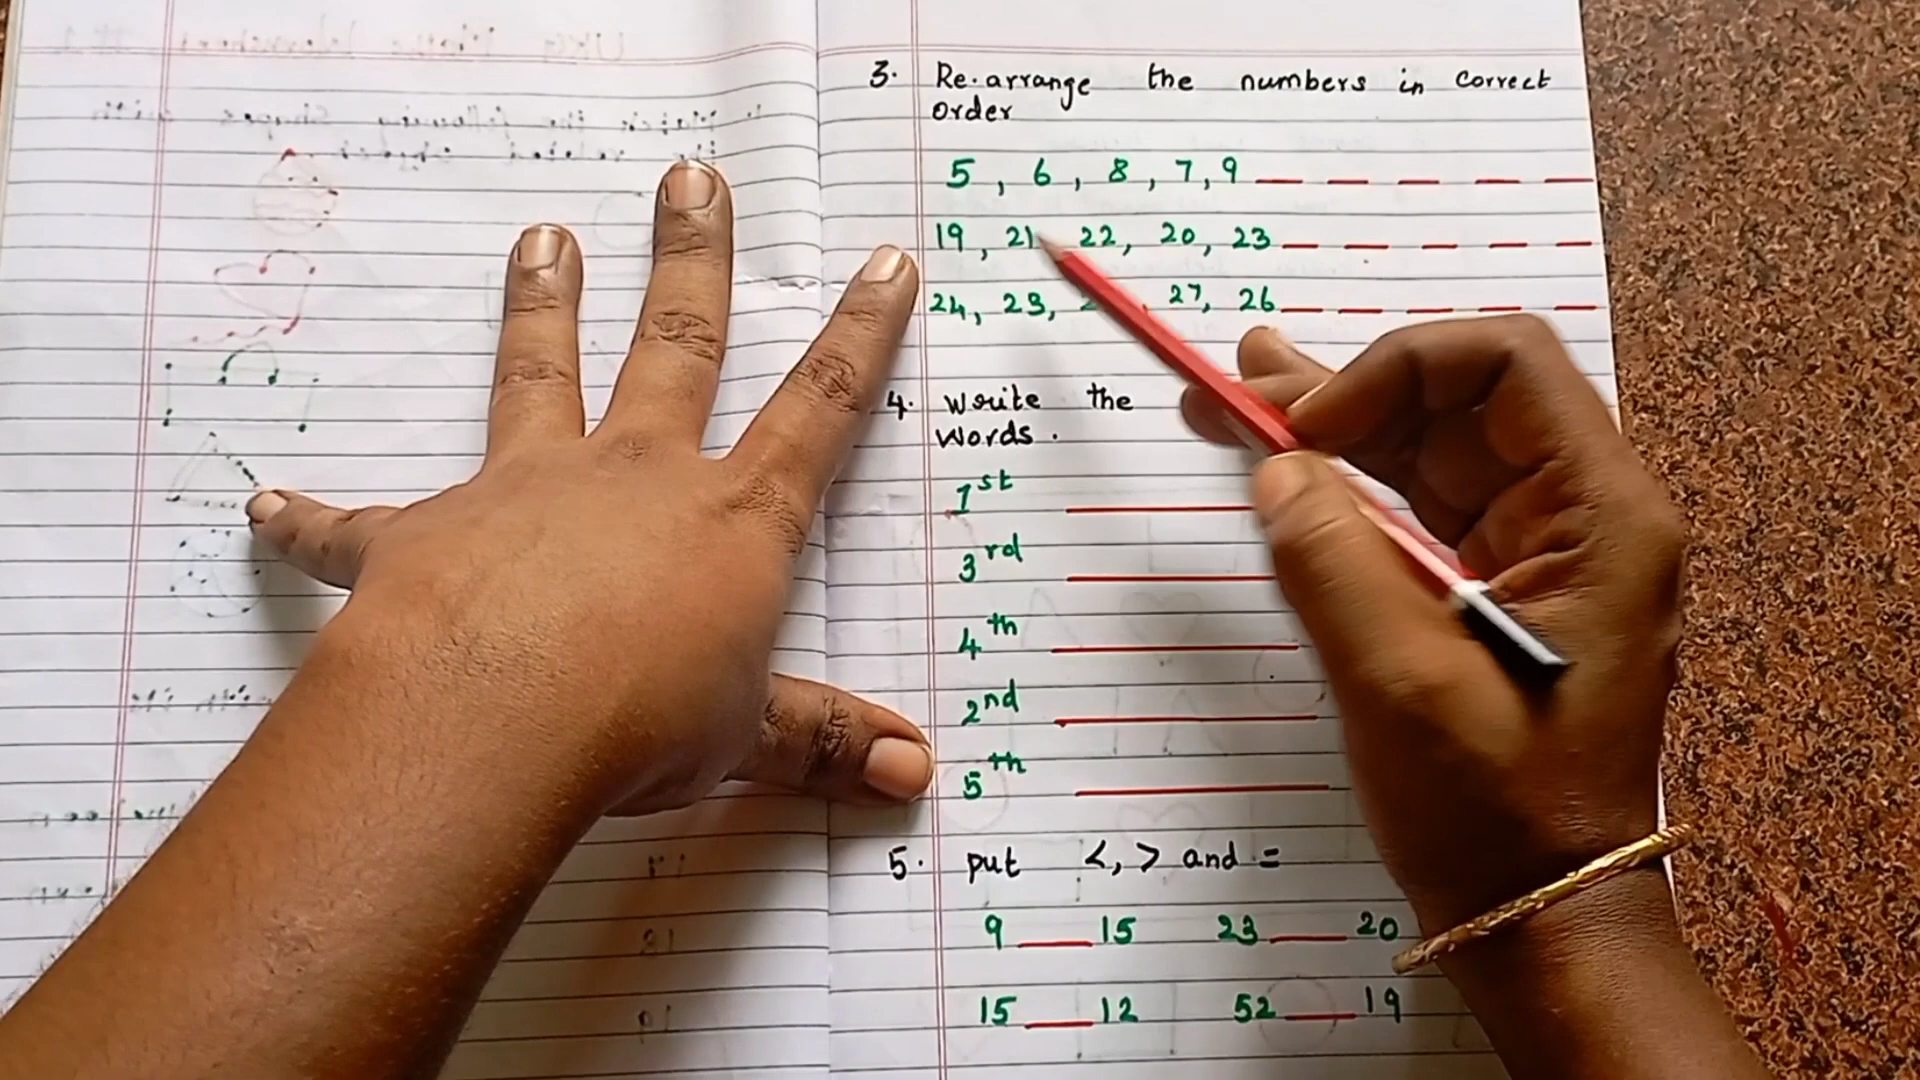 3. Re-arrange the numbers in correct
order
5, 6, 8, 7, 9
19, 21 22, 20, 23
24, 23, 27, 26
4. Write the
words.
1st
3rd
4th
2nd
5th
5. put <, > and =
9 15 23 20
15 12 52 19